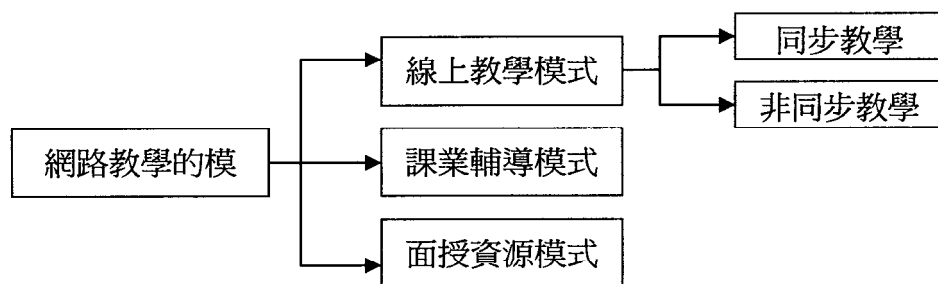 同步教學
線上教學模式
非同步教學
網路教學的模
課業輔導模式
面授資源模式